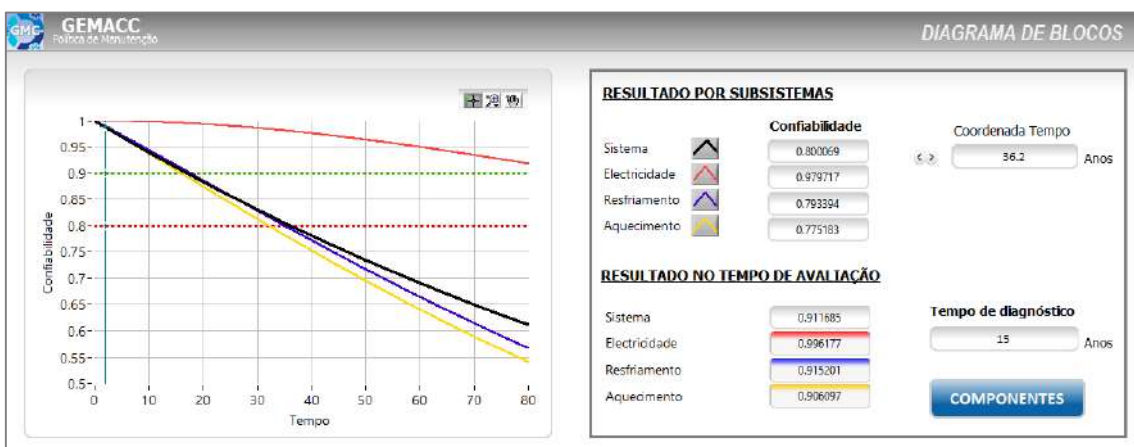 GMC GEMACC
Política de Manutenção
DIAGRAMA DE BLOCOS
1
0.95
0.9
0.85
0.8
0.75
0.7
0.65
0.6
0.55
0.5
Confiabilidade
0 10 20 30 40 50 60 70 80
Tempo
RESULTADO POR SUBSISTEMAS
Confiabilidade
Coordenada Tempo
Sistema 0.800069
36.2 Anos
Electricidade 0.979717
Resfriamento 0.793394
Aquecimento 0.775183
RESULTADO NO TEMPO DE AVALIAÇÃO
Tempo de diagnóstico
Sistema 0.911685
15 Anos
Electricidade 0.996177
Resfriamento 0.915201
Aquecimento 0.906097
COMPONENTES